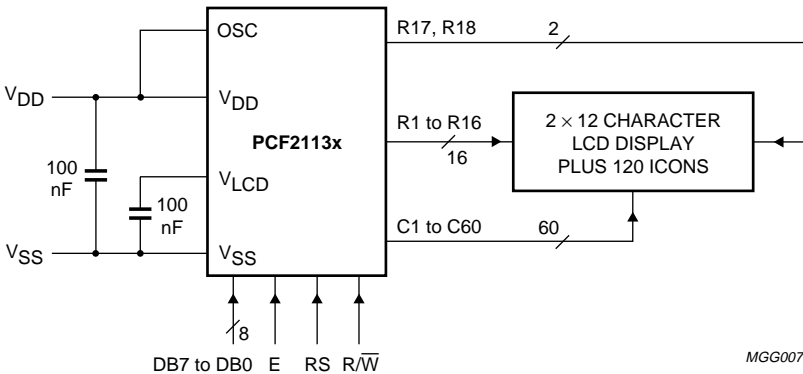 OSC
R17, R18
2
VDD
VDD
R1 to R16
16
2 × 12 CHARACTER
LCD DISPLAY
PLUS 120 ICONS
PCF2113x
100
nF
VLCD
100
nF
C1 to C60
60
VSS
VSS
8
DB7 to DB0
E
RS
R/W̅
MGG007